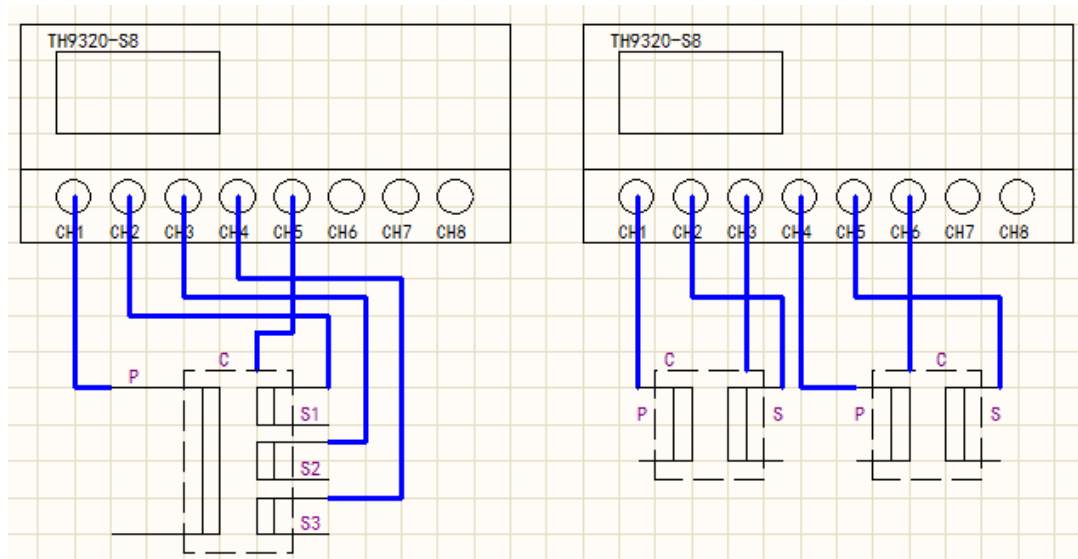 TH9320-S8
CH1 CH2 CH3 CH4 CH5 CH6 CH7 CH8
C
P
S1
S2
S3
TH9320-S8
CH1 CH2 CH3 CH4 CH5 CH6 CH7 CH8
C C
P S P S